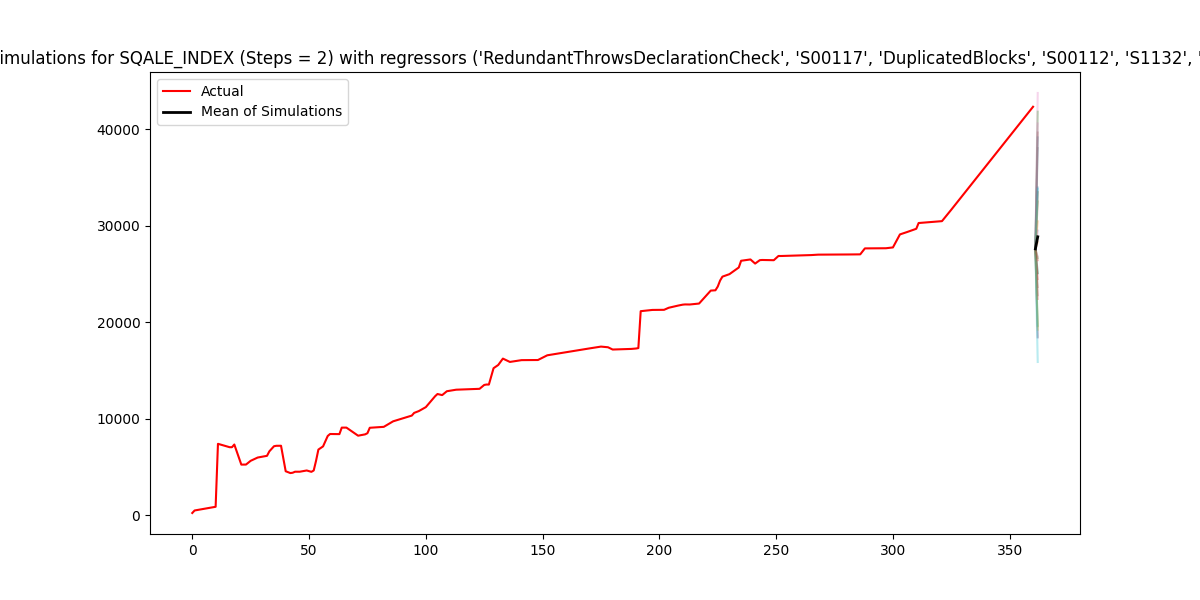 imulations for SQALE_INDEX (Steps = 2) with regressors ('RedundantThrowsDeclarationCheck', 'S00117', 'DuplicatedBlocks', 'S00112', 'S1132', '
Actual
Mean of Simulations
40000
30000
20000
10000
0
0 50 100 150 200 250 300 350